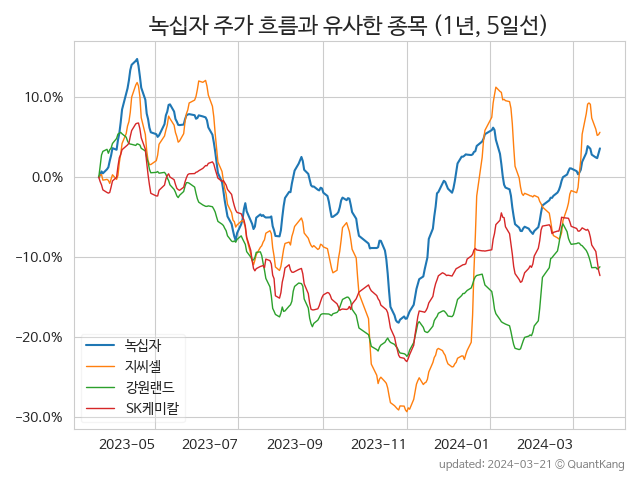 녹십자 주가 흐름과 유사한 종목 (1년, 5일선)
10.0%
0.0%
−10.0%
−20.0%
−30.0%
녹십자
지씨셀
강원랜드
SK케미칼
2023-05 2023-07 2023-09 2023-11 2024-01 2024-03
updated: 2024-03-21 © QuantKang